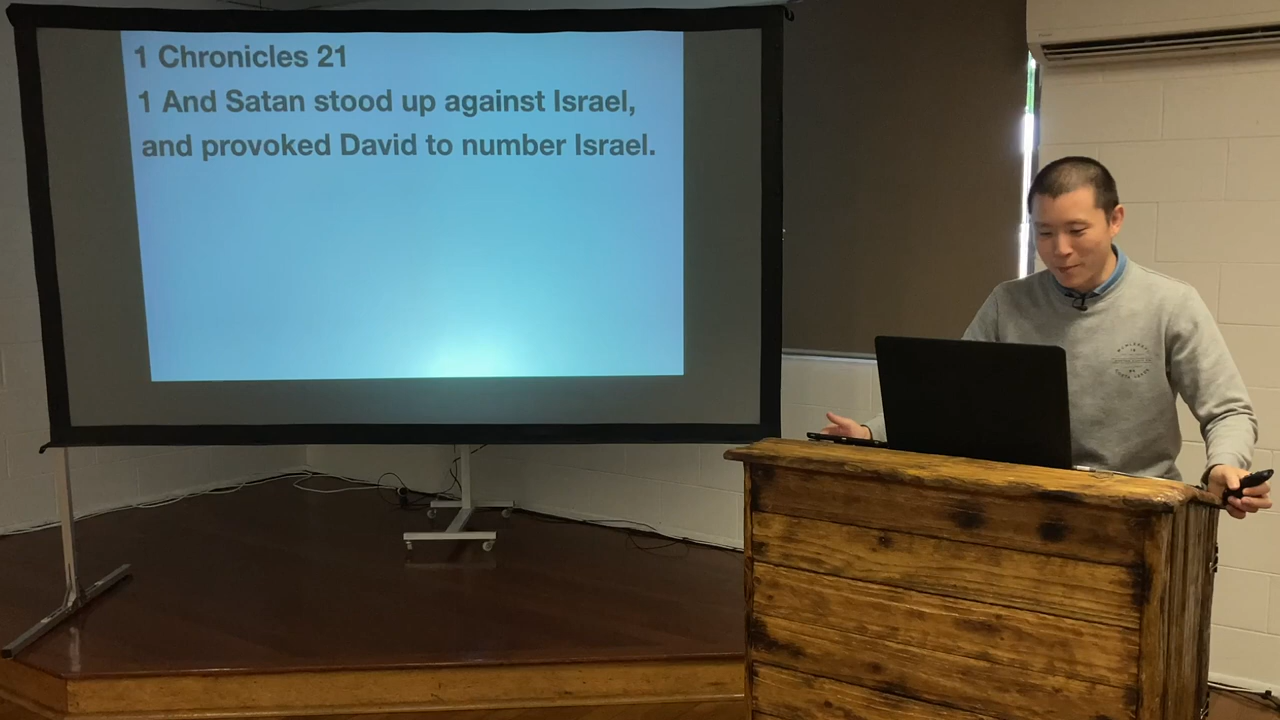 1 Chronicles 21
1 And Satan stood up against Israel,
and provoked David to number Israel.